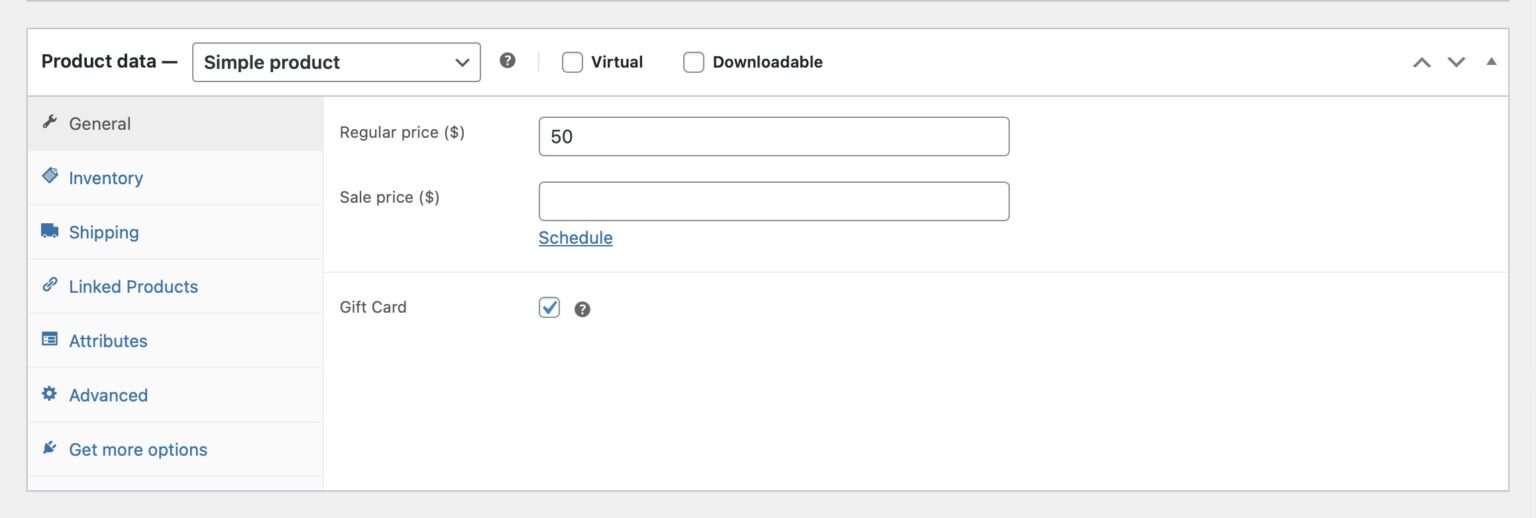 Product data — Simple product ? Virtual Downloadable
General
Inventory
Shipping
Linked Products
Attributes
Advanced
Get more options
Regular price ($) 50
Sale price ($)
Schedule
Gift Card ?